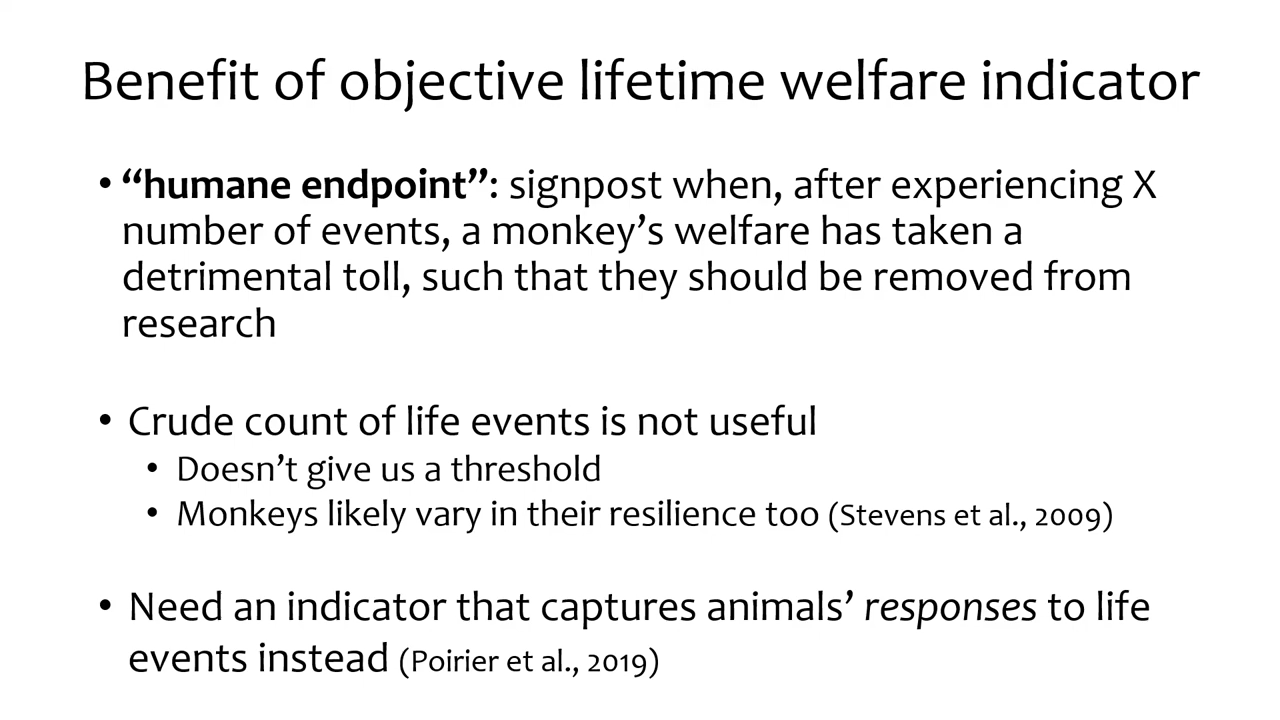 Benefit of objective lifetime welfare indicator
• “humane endpoint”: signpost when, after experiencing X
number of events, a monkey’s welfare has taken a
detrimental toll, such that they should be removed from
research
• Crude count of life events is not useful
• Doesn’t give us a threshold
• Monkeys likely vary in their resilience too (Stevens et al., 2009)
• Need an indicator that captures animals’ responses to life
events instead (Poirier et al., 2019)